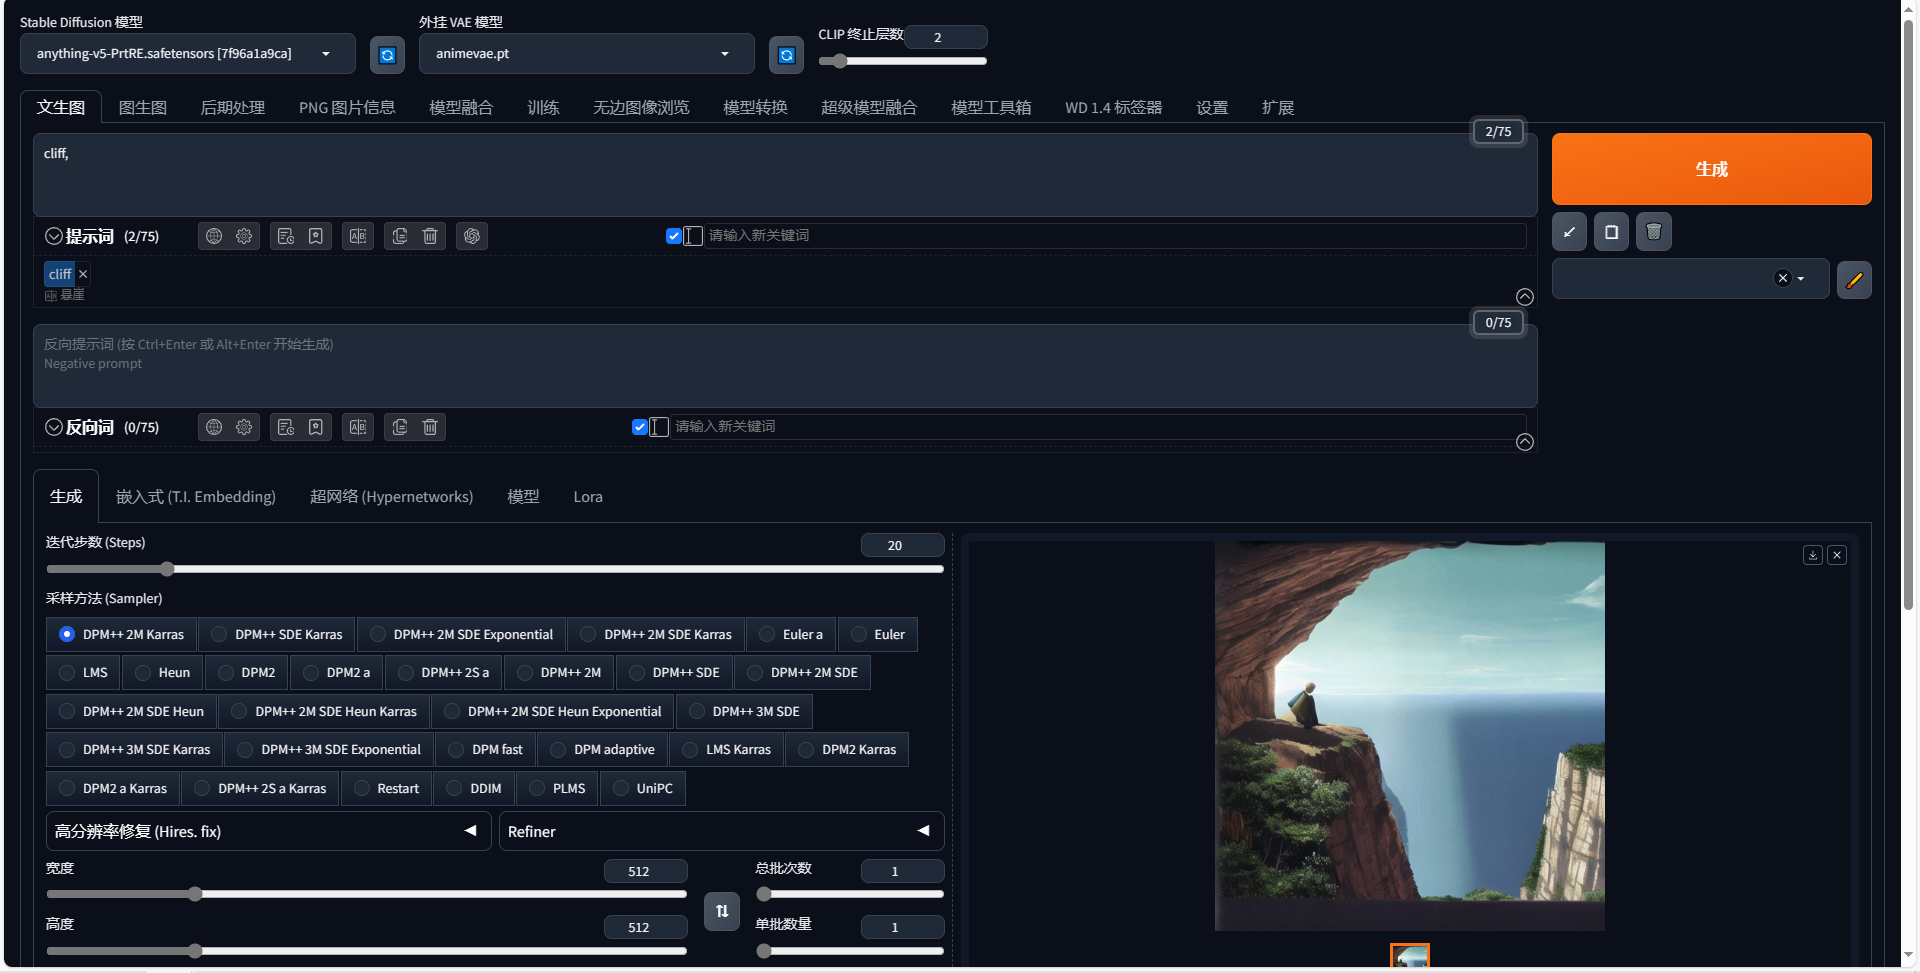 Stable Diffusion 模型
外挂 VAE 模型
CLIP 终止层数
2
anything-v5-PrtRE.safetensors [7f96a1a9ca]
animevae.pt
文生图 图生图 后期处理 PNG 图片信息 模型融合 训练 无边图像浏览 模型转换 超级模型融合 模型工具箱 WD 1.4 标签器 设置 扩展
2/75
cliff,
生成
提示词 (2/75)
请输入新关键词
cliff
悬崖
0/75
反向提示词 (按 Ctrl+Enter 或 Alt+Enter 开始生成)
Negative prompt
反向词 (0/75)
请输入新关键词
生成 嵌入式 (T.I. Embedding) 超网络 (Hypernetworks) 模型 Lora
迭代步数 (Steps)
20
采样方法 (Sampler)
DPM++ 2M Karras DPM++ SDE Karras DPM++ 2M SDE Exponential DPM++ 2M SDE Karras Euler a Euler
LMS Heun DPM2 DPM2 a DPM++ 2S a DPM++ 2M DPM++ SDE DPM++ 2M SDE
DPM++ 2M SDE Heun DPM++ 2M SDE Heun Karras DPM++ 2M SDE Heun Exponential DPM++ 3M SDE
DPM++ 3M SDE Karras DPM++ 3M SDE Exponential DPM fast DPM adaptive LMS Karras DPM2 Karras
DPM2 a Karras DPM++ 2S a Karras Restart DDIM PLMS UniPC
高分辨率修复 (Hires. fix)
Refiner
宽度
512
总批次数
1
高度
512
单批数量
1